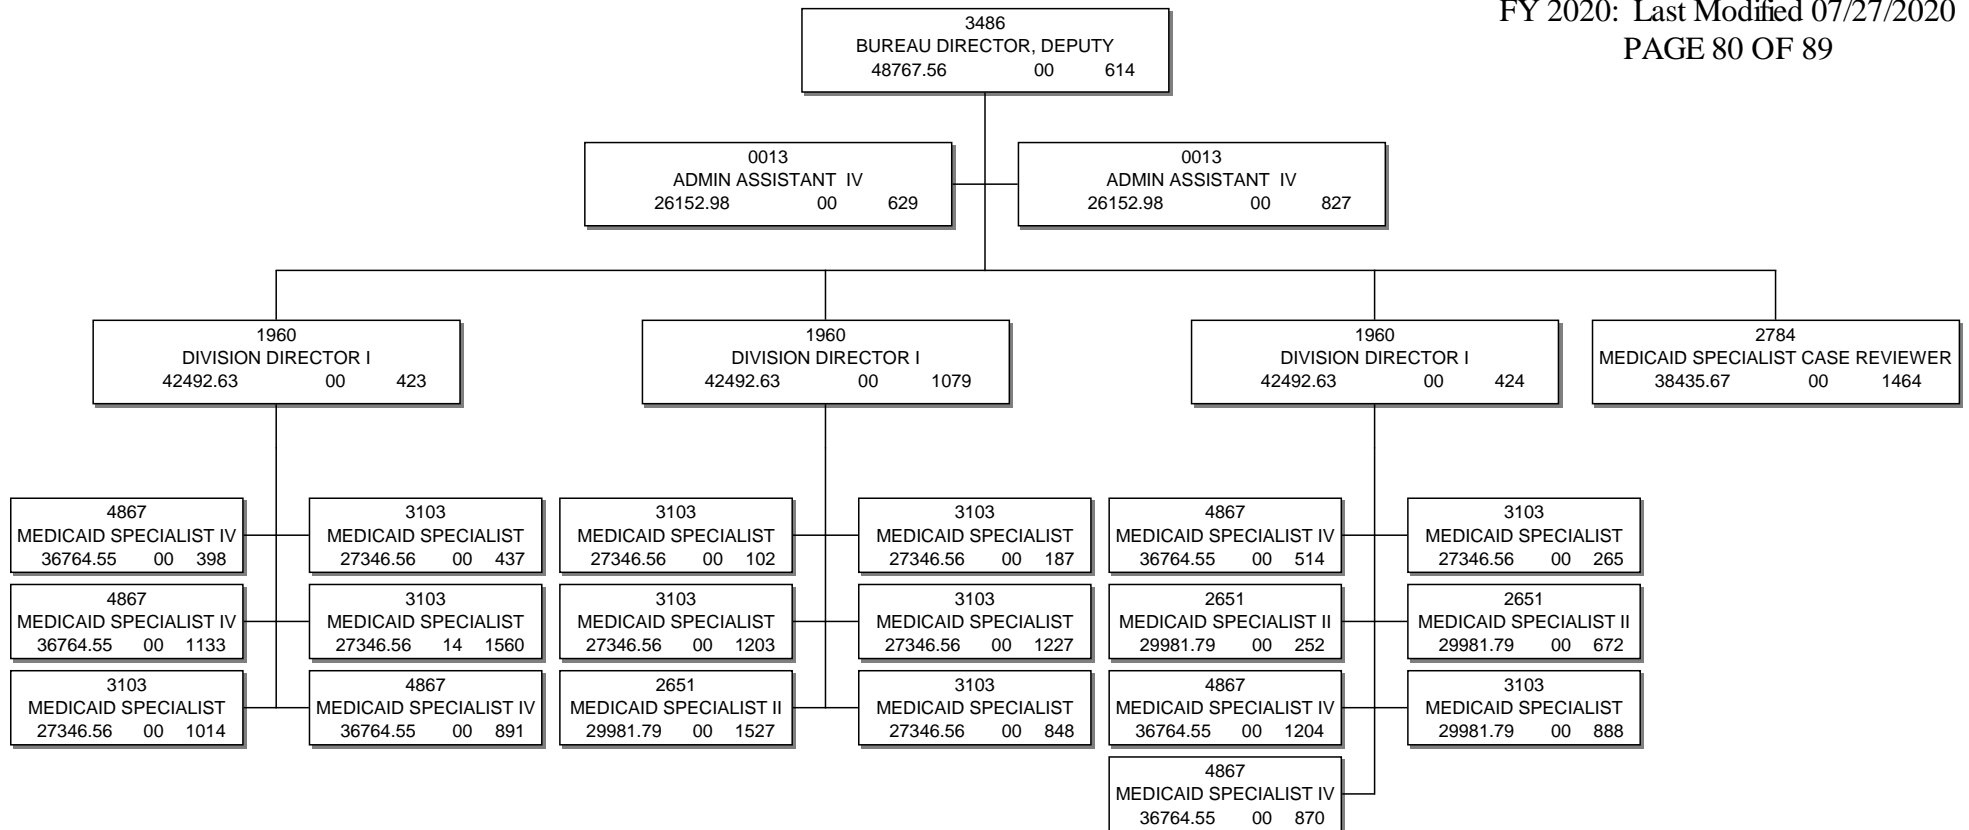 FY 2020: Last Modified 07/27/2020
PAGE 80 OF 89
3486
BUREAU DIRECTOR, DEPUTY
48767.56 00 614
0013
ADMIN ASSISTANT IV
26152.98 00 629
0013
ADMIN ASSISTANT IV
26152.98 00 827
1960
DIVISION DIRECTOR I
42492.63 00 423
1960
DIVISION DIRECTOR I
42492.63 00 1079
1960
DIVISION DIRECTOR I
42492.63 00 424
2784
MEDICAID SPECIALIST CASE REVIEWER
38435.67 00 1464
4867
MEDICAID SPECIALIST IV
36764.55 00 398
3103
MEDICAID SPECIALIST
27346.56 00 437
4867
MEDICAID SPECIALIST IV
36764.55 00 1133
3103
MEDICAID SPECIALIST
27346.56 14 1560
3103
MEDICAID SPECIALIST
27346.56 00 1014
4867
MEDICAID SPECIALIST IV
36764.55 00 891
3103
MEDICAID SPECIALIST
27346.56 00 102
3103
MEDICAID SPECIALIST
27346.56 00 187
3103
MEDICAID SPECIALIST
27346.56 00 1203
3103
MEDICAID SPECIALIST
27346.56 00 1227
2651
MEDICAID SPECIALIST II
29981.79 00 1527
3103
MEDICAID SPECIALIST
27346.56 00 848
4867
MEDICAID SPECIALIST IV
36764.55 00 514
3103
MEDICAID SPECIALIST
27346.56 00 265
2651
MEDICAID SPECIALIST II
29981.79 00 252
2651
MEDICAID SPECIALIST II
29981.79 00 672
4867
MEDICAID SPECIALIST IV
36764.55 00 1204
3103
MEDICAID SPECIALIST
29981.79 00 888
4867
MEDICAID SPECIALIST IV
36764.55 00 870